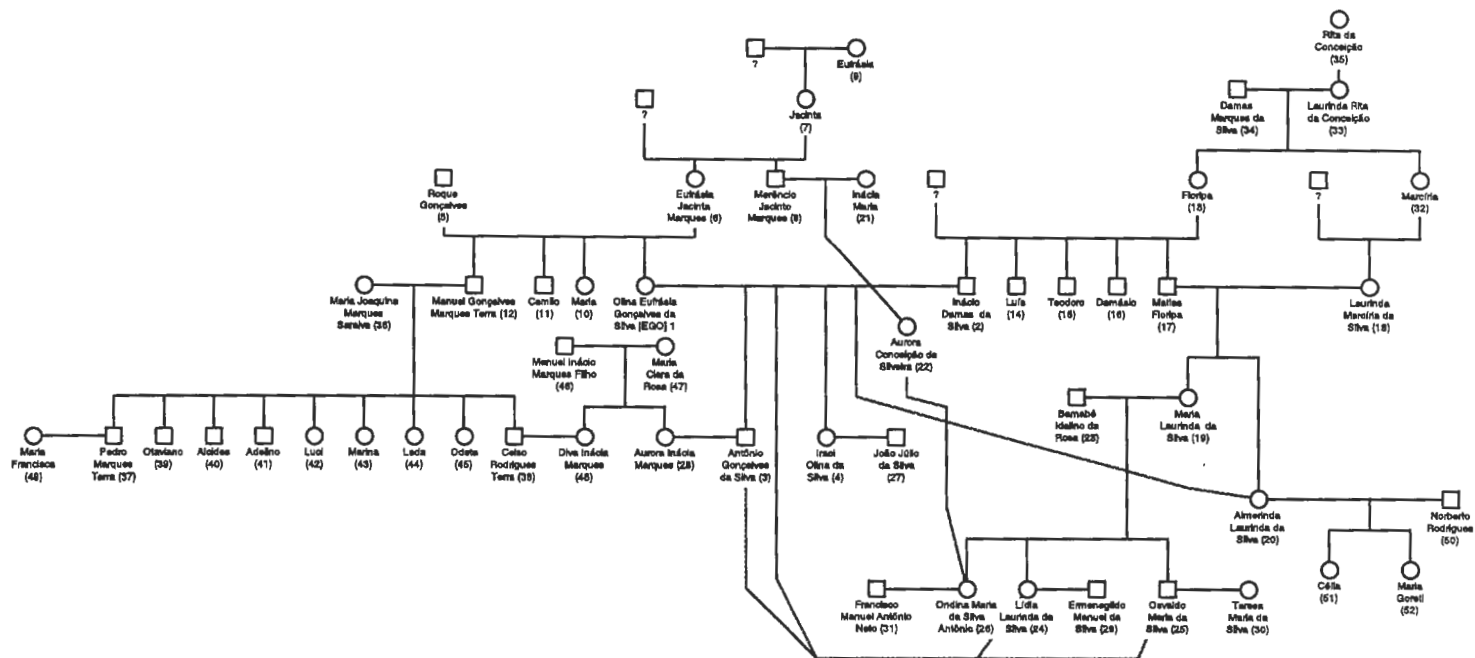 Rita da
Conceição
(35)
?
Eufrásia
(9)
Damas
Marques da
Silva (34)
Laurinda Rita
da Conceição
(33)
?
Jacinta
(7)
Roque
Gonçalves
(5)
Eufrásia
Jacinta
Marques (6)
Merêncio
Jacinto
Marques (8)
Inácia
Maria
(21)
?
Floripa
(13)
?
Marcíria
(32)
Maria Joaquina
Marques
Saraiva (36)
Manuel Gonçalves
Marques Terra (12)
Camilo
(11)
Maria
(10)
Olina Eufrásia
Gonçalves da
Silva [EGO] 1
Inácio
Damas da
Silva (2)
Luís
(14)
Teodoro
(15)
Damásio
(16)
Matias
Floripa
(17)
Laurinda
Marcíria da
Silva (18)
Aurora
Conceição da
Silveira (22)
Manuel Inácio
Marques Filho
(46)
Maria
Clara da
Rosa (47)
Barnabé
Idalino da
Rosa (23)
Maria
Laurinda da
Silva (19)
Maria
Francisca
(49)
Pedro
Marques
Terra (37)
Otaviano
(39)
Alcides
(40)
Adelino
(41)
Luci
(42)
Marina
(43)
Leda
(44)
Odete
(45)
Celso
Rodrigues
Terra (38)
Diva Inácia
Marques (48)
Aurora Inácia
Marques (28)
Antônio
Gonçalves
da Silva (3)
Iraci
Olina da
Silva (4)
João Júlio
da Silva
(27)
Almerinda
Laurinda da
Silva (20)
Norberto
Rodrigues
(50)
Célia
(51)
Maria
Goreti
(52)
Francisco
Manuel Antônio
Neto (31)
Ondina Maria
da Silva
Antônio (26)
Lídia
Laurinda da
Silva (24)
Ermenegildo
Manuel da
Silva (29)
Osvaldo
Maria da
Silva (25)
Teresa
Maria da
Silva (30)